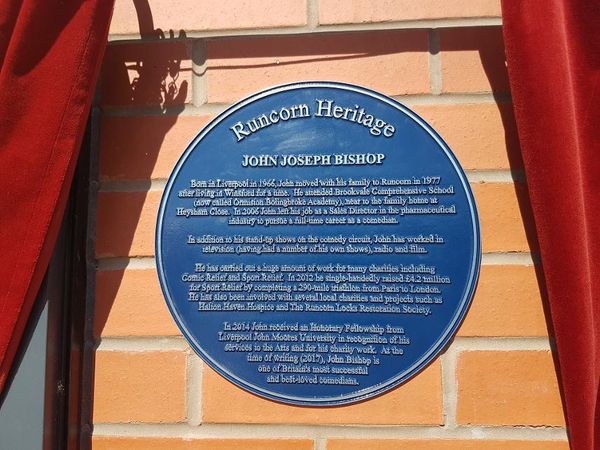 Runcorn Heritage
JOHN JOSEPH BISHOP
Born in Liverpool in 1966, John moved with his family to Runcorn in 1977
after living in Winsford for a time. He attended Brookvale Comprehensive School
(now called Ormiston Bolingbroke Academy), near to the family home at
Heysham Close. In 2006 John left his job as a Sales Director in the pharmaceutical
industry to pursue a full-time career as a comedian.
In addition to his stand-up shows on the comedy circuit, John has worked in
television (having had a number of his own shows), radio and film.
He has carried out a huge amount of work for many charities including
Comic Relief and Sport Relief. In 2012 he single-handedly raised £4.2 million
for Sport Relief by completing a 290-mile triathlon from Paris to London.
He has also been involved with several local charities and projects such as
Halton Haven Hospice and The Runcorn Locks Restoration Society.
In 2014 John received an Honorary Fellowship from
Liverpool John Moores University in recognition of his
services to the Arts and for his charity work. At the
time of writing (2017), John Bishop is
one of Britain's most successful
and best-loved comedians.